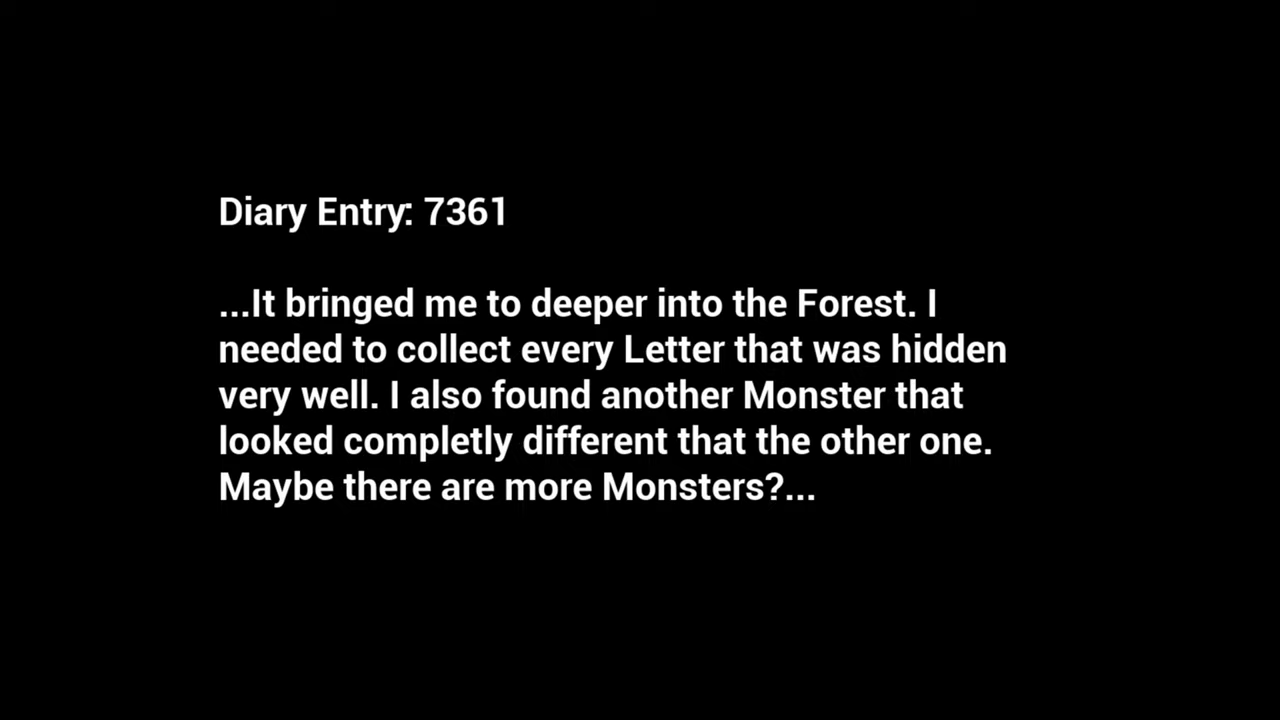 Diary Entry: 7361
...It bringed me to deeper into the Forest. I
needed to collect every Letter that was hidden
very well. I also found another Monster that
looked completly different that the other one.
Maybe there are more Monsters?...